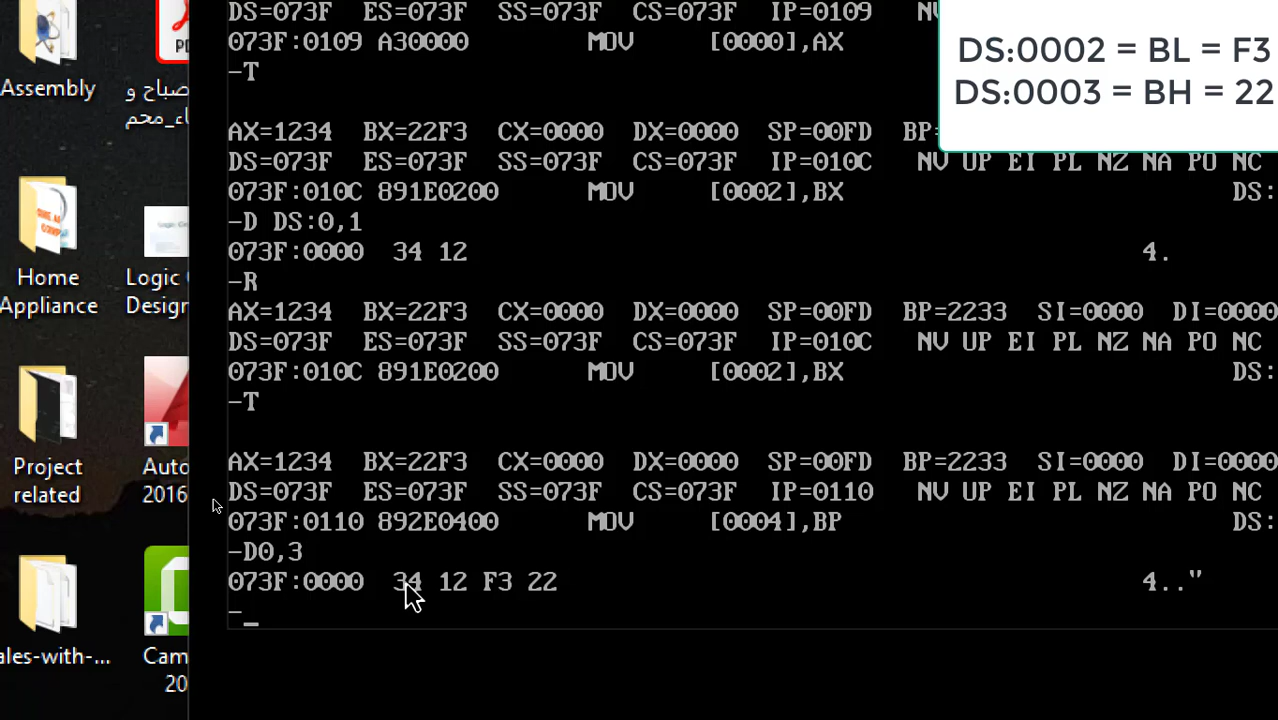 DS=073F ES=073F SS=073F CS=073F IP=0109
073F:0109 A30000 MOV [0000],AX
-T
DS:0002 = BL = F3
DS:0003 = BH = 22
AX=1234 BX=22F3 CX=0000 DX=0000 SP=00FD
DS=073F ES=073F SS=073F CS=073F IP=010C NV UP EI PL NZ NA PO NC
073F:010C 891E0200 MOV [0002],BX DS:
-D DS:0,1
073F:0000 34 12 4.
-R
AX=1234 BX=22F3 CX=0000 DX=0000 SP=00FD BP=2233 SI=0000 DI=0000
DS=073F ES=073F SS=073F CS=073F IP=010C NV UP EI PL NZ NA PO NC
073F:010C 891E0200 MOV [0002],BX DS:
-T
AX=1234 BX=22F3 CX=0000 DX=0000 SP=00FD BP=2233 SI=0000 DI=0000
DS=073F ES=073F SS=073F CS=073F IP=0110 NV UP EI PL NZ NA PO NC
073F:0110 892E0400 MOV [0004],BP DS:
-D0,3
073F:0000 34 12 F3 22 4.."
-_
Assembly
صباح و
Home
Appliance
Logic
Design
Project
related
Auto
2016
ales-with-...
Cam
20